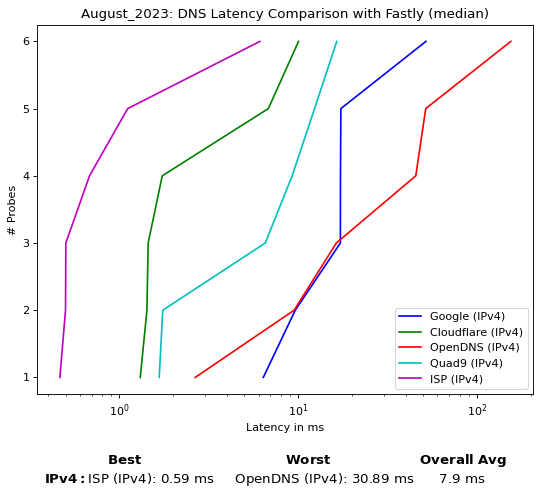 August_2023: DNS Latency Comparison with Fastly (median)
6
5
4
3
2
1
# Probes
10⁰
10¹
10²
Latency in ms
Google (IPv4)
Cloudflare (IPv4)
OpenDNS (IPv4)
Quad9 (IPv4)
ISP (IPv4)
Best Worst Overall Avg
IPv4: ISP (IPv4): 0.59 ms OpenDNS (IPv4): 30.89 ms 7.9 ms